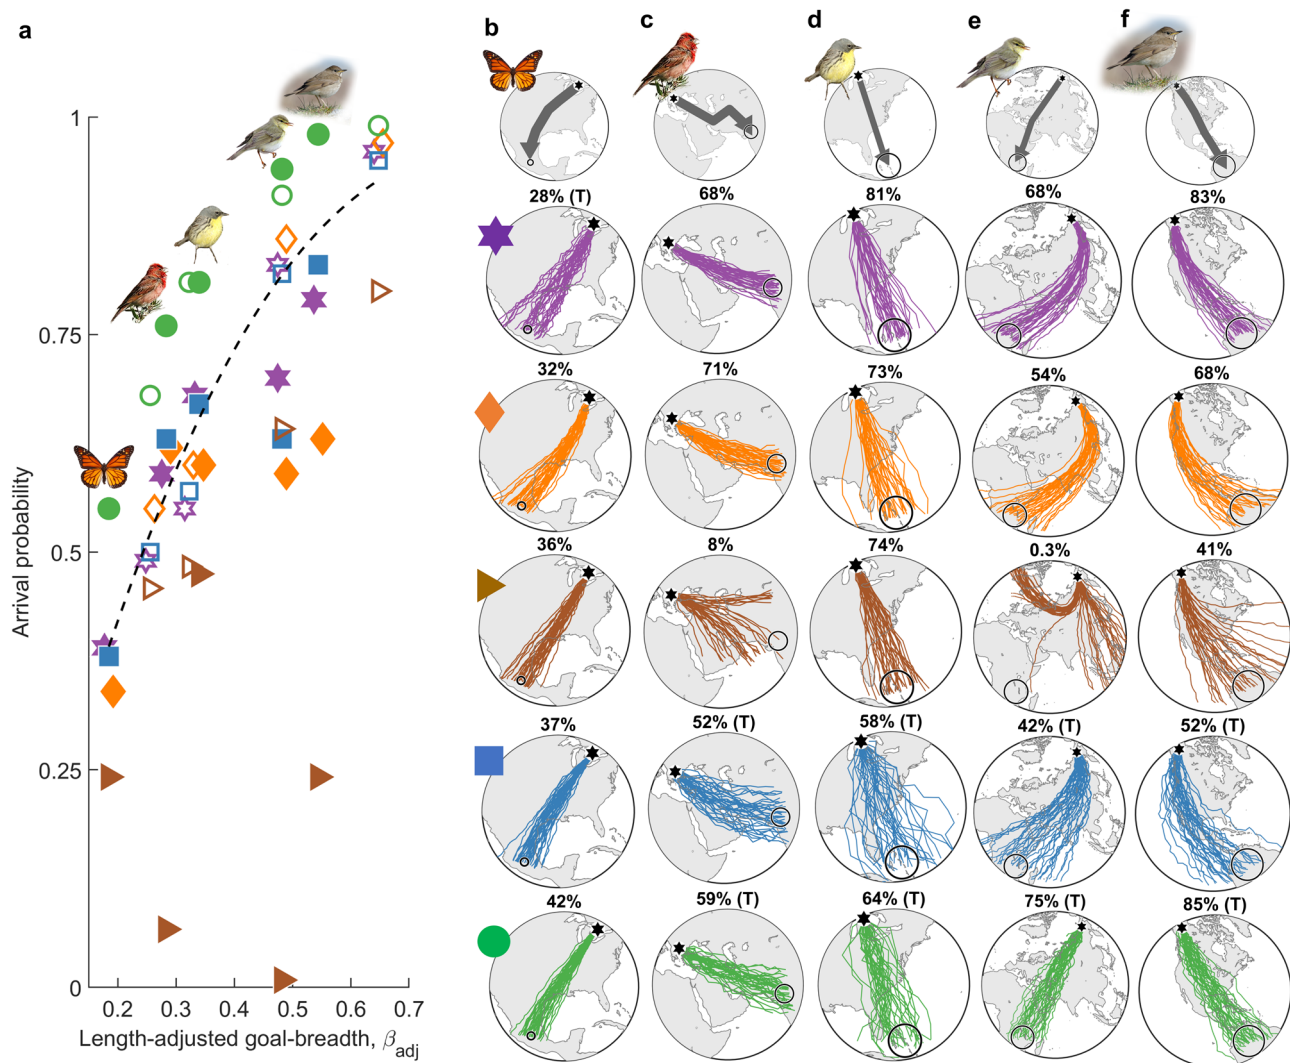 a
b
c
d
e
f
1
0.75
0.5
0.25
0
0.2
0.3
0.4
0.5
0.6
0.7
Arrival probability
Length-adjusted goal-breadth, βadj
28% (T)
68%
81%
68%
83%
32%
71%
73%
54%
68%
36%
8%
74%
0.3%
41%
37%
52% (T)
58% (T)
42% (T)
52% (T)
42%
59% (T)
64% (T)
75% (T)
85% (T)